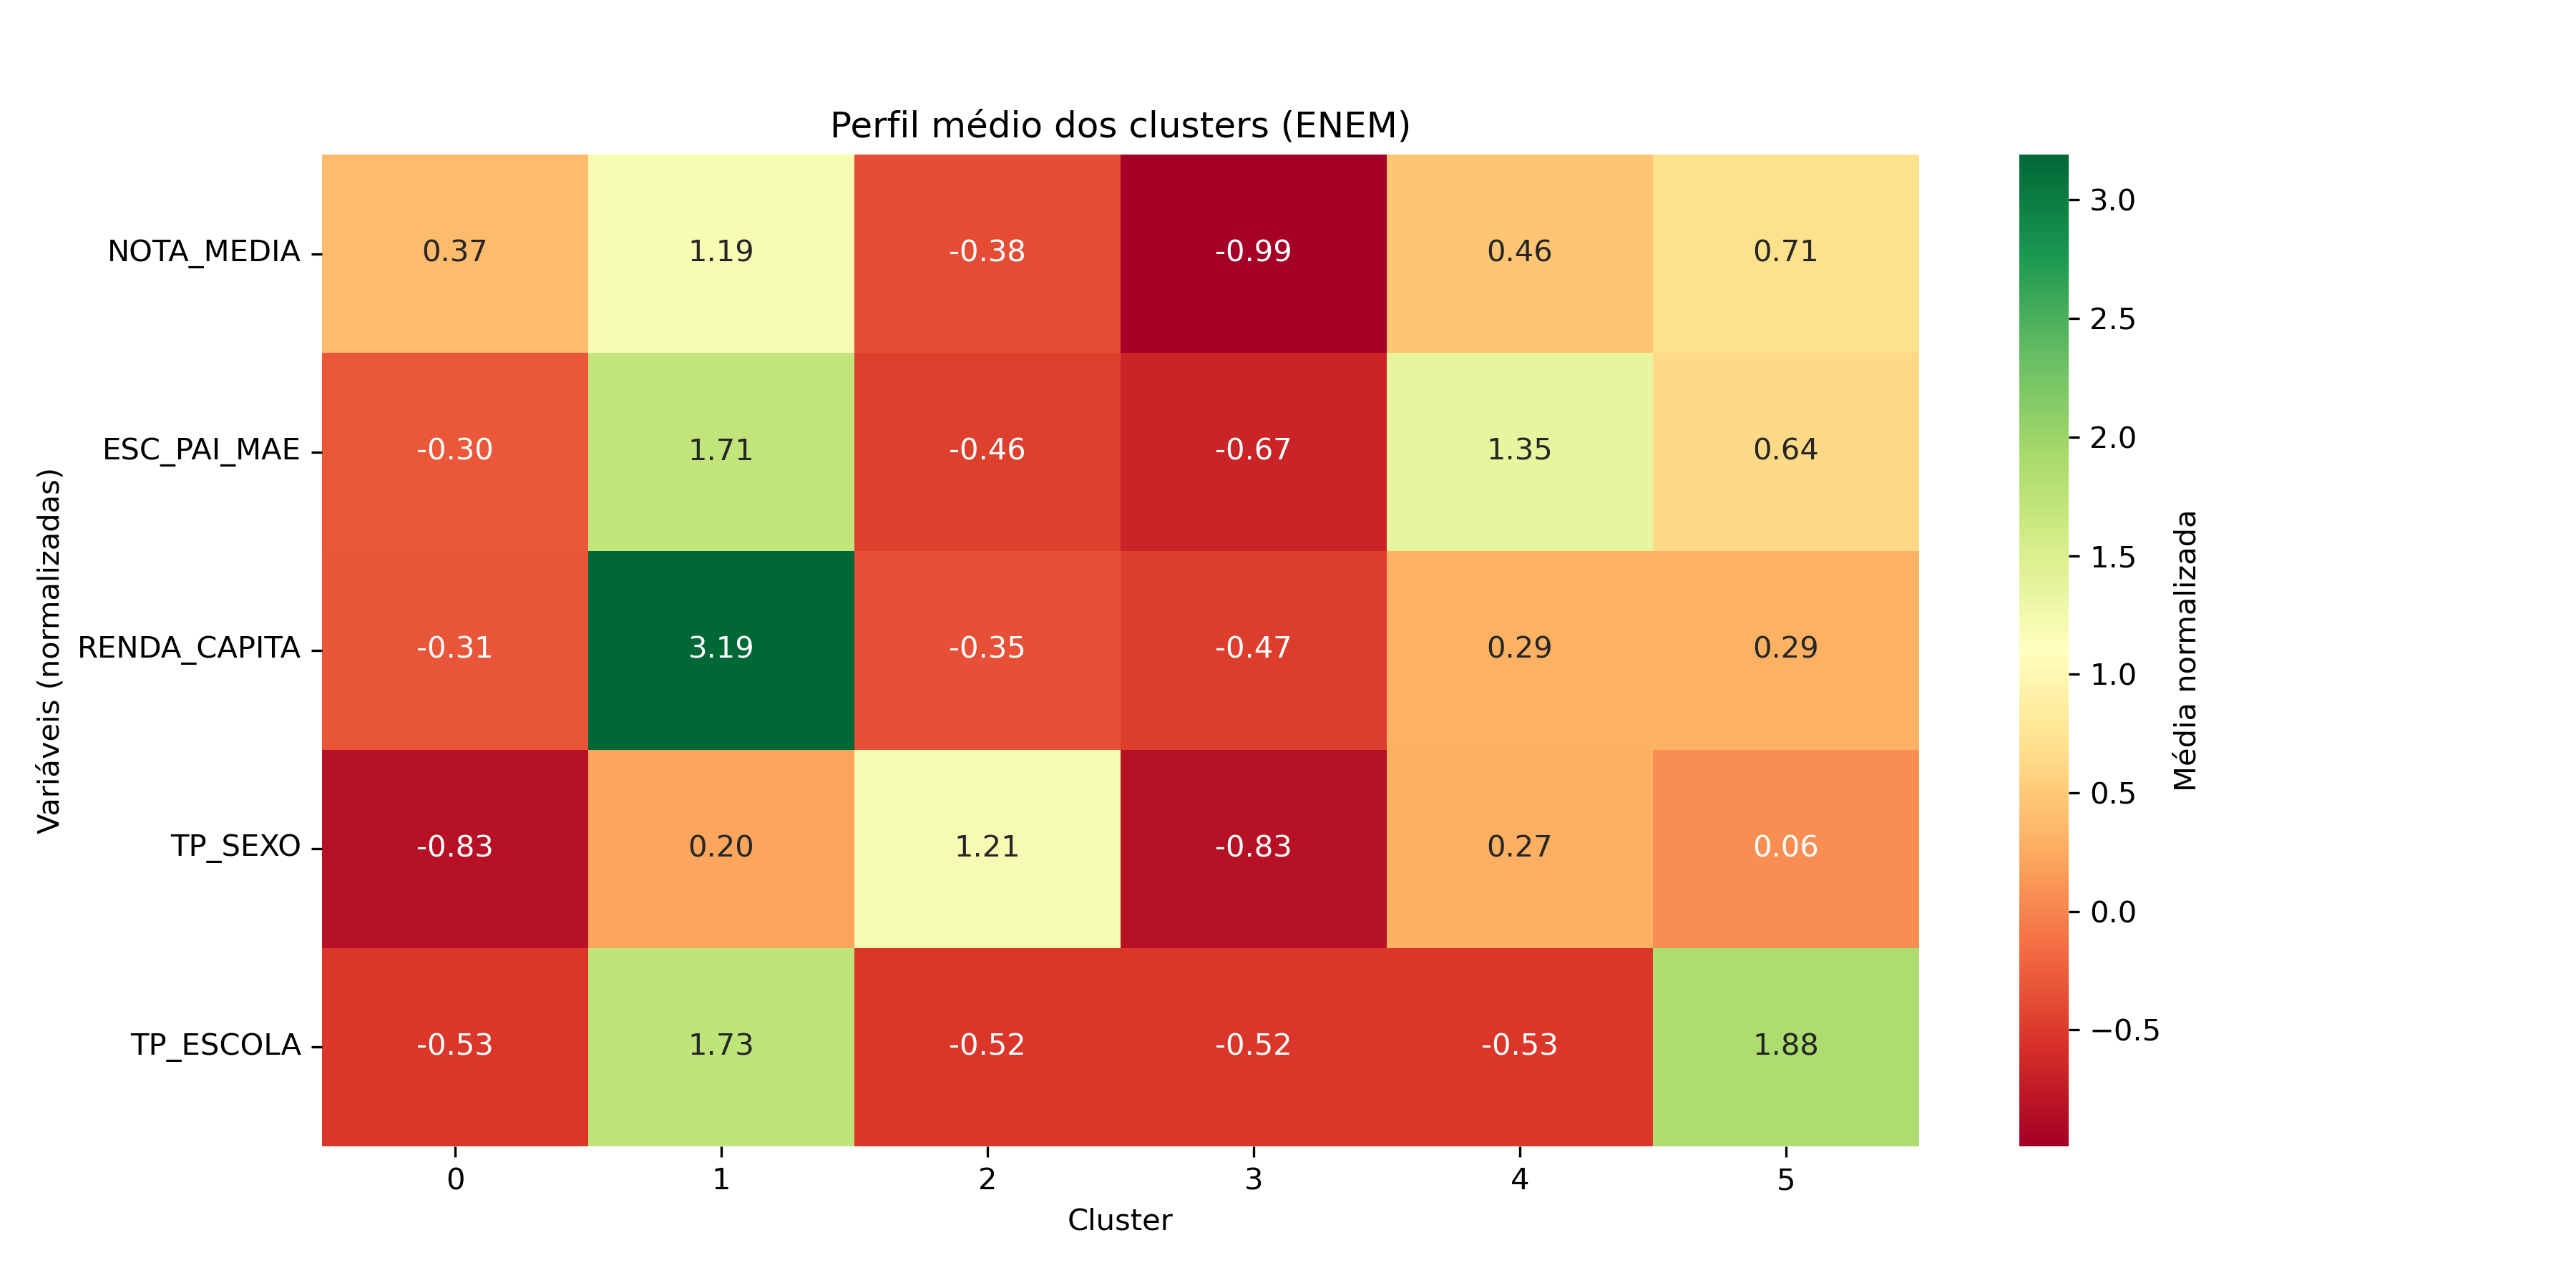 Perfil médio dos clusters (ENEM)
Variáveis (normalizadas)
NOTA_MEDIA 0.37 1.19 -0.38 -0.99 0.46 0.71
ESC_PAI_MAE -0.30 1.71 -0.46 -0.67 1.35 0.64
RENDA_CAPITA -0.31 3.19 -0.35 -0.47 0.29 0.29
TP_SEXO -0.83 0.20 1.21 -0.83 0.27 0.06
TP_ESCOLA -0.53 1.73 -0.52 -0.52 -0.53 1.88
0 1 2 3 4 5
Cluster
3.0
2.5
2.0
1.5
1.0
0.5
0.0
−0.5
Média normalizada